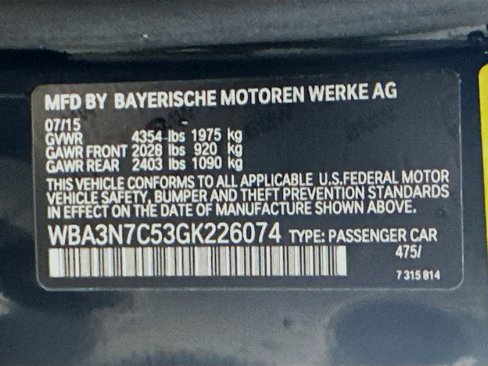 MFD BY BAYERISCHE MOTOREN WERKE AG
07/15
GVWR 4354 lbs 1975 kg
GAWR FRONT 2028 lbs 920 kg
GAWR REAR 2403 lbs 1090 kg
THIS VEHICLE CONFORMS TO ALL APPLICABLE U.S.FEDERAL MOTOR
VEHICLE SAFETY, BUMPER AND THEFT PREVENTION STANDARDS
IN EFFECT ON THE DATE OF MANUFACTURE SHOWN ABOVE.
WBA3N7C53GK226074 TYPE: PASSENGER CAR
475/
7 315 814